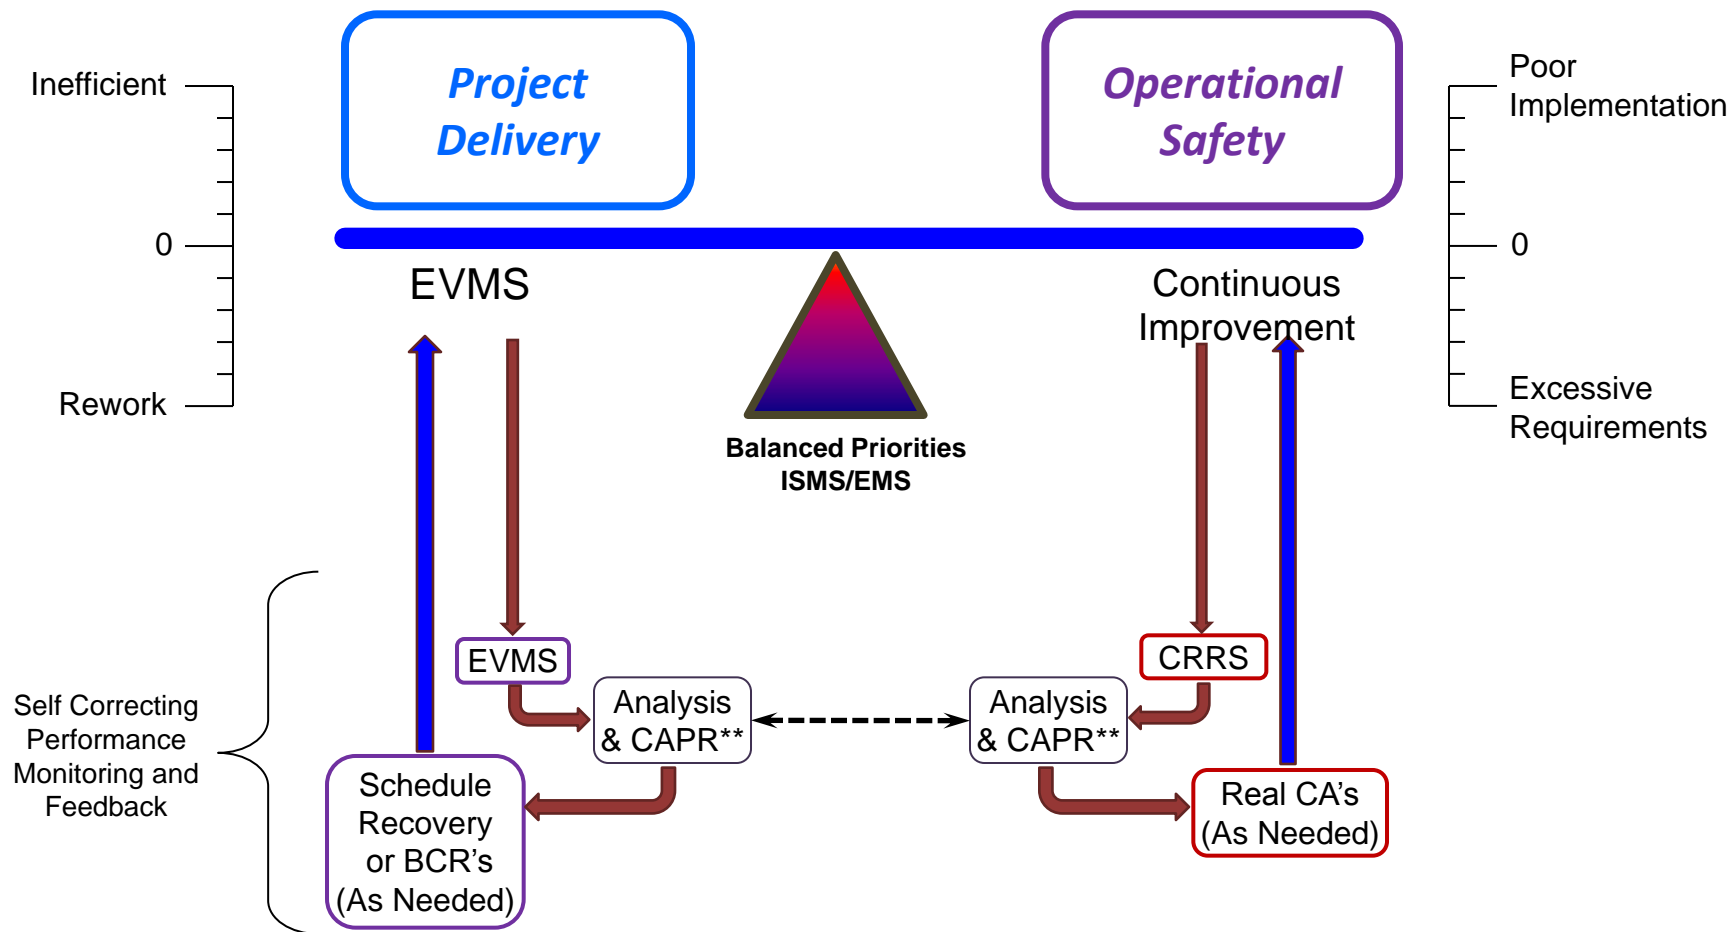 Project
Delivery
Operational
Safety
Inefficient
0
Rework
Poor
Implementation
0
Excessive
Requirements
EVMS
Continuous
Improvement
Balanced Priorities
ISMS/EMS
EVMS
CRRS
Analysis
& CAPR**
Analysis
& CAPR**
Self Correcting
Performance
Monitoring and
Feedback
Schedule
Recovery
or BCR’s
(As Needed)
Real CA’s
(As Needed)